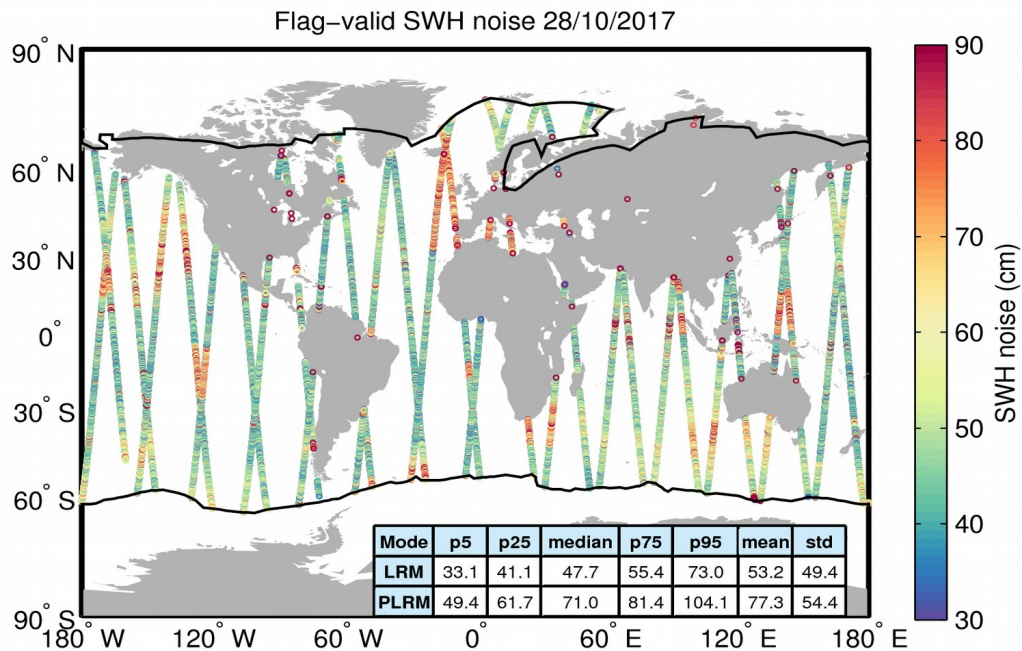 Flag–valid SWH noise 28/10/2017
90° N
60° N
30° N
0°
30° S
60° S
90° S
180° W
120° W
60° W
0°
60° E
120° E
180° E
90
80
70
60
50
40
30
SWH noise (cm)
Mode p5 p25 median p75 p95 mean std
LRM 33.1 41.1 47.7 55.4 73.0 53.2 49.4
PLRM 49.4 61.7 71.0 81.4 104.1 77.3 54.4